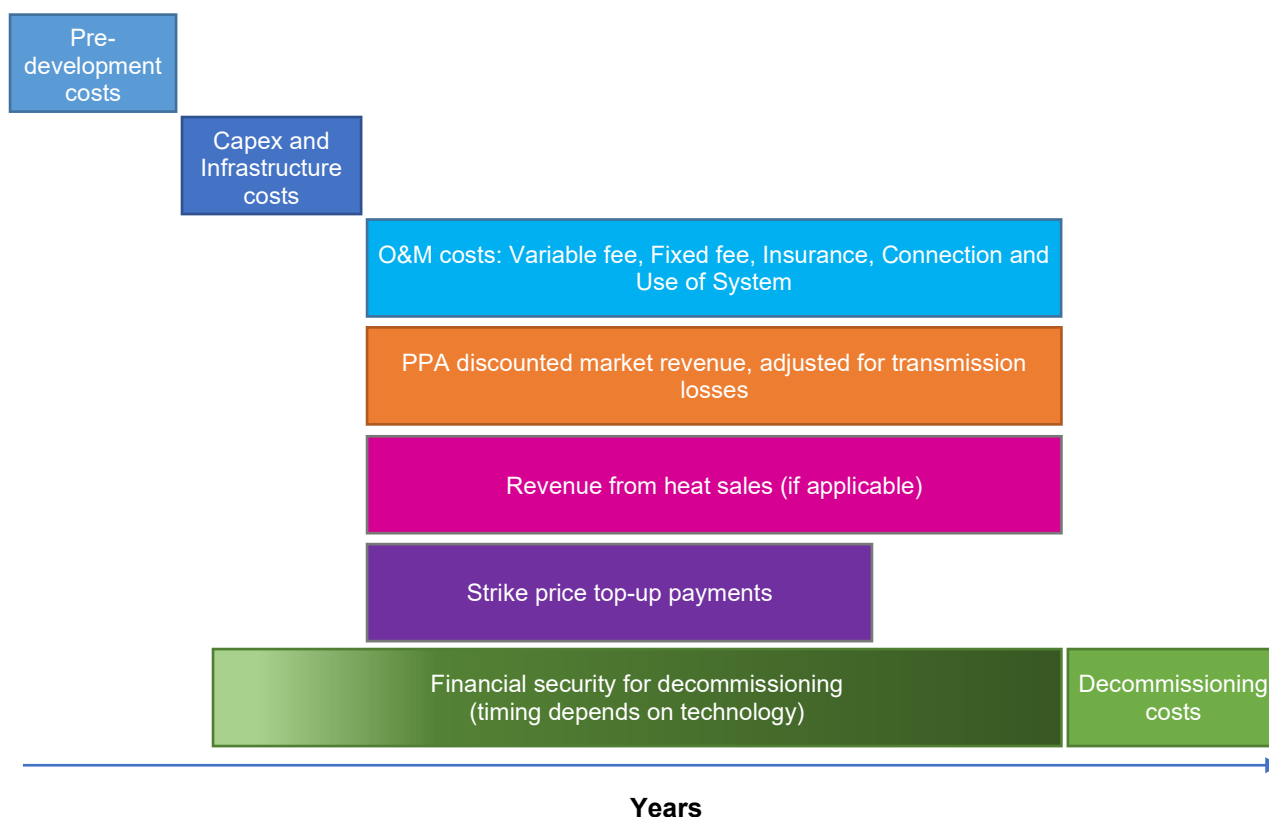 Pre-
development
costs
Capex and
Infrastructure
costs
O&M costs: Variable fee, Fixed fee, Insurance, Connection and
Use of System
PPA discounted market revenue, adjusted for transmission
losses
Revenue from heat sales (if applicable)
Strike price top-up payments
Financial security for decommissioning
(timing depends on technology)
Decommissioning
costs
Years